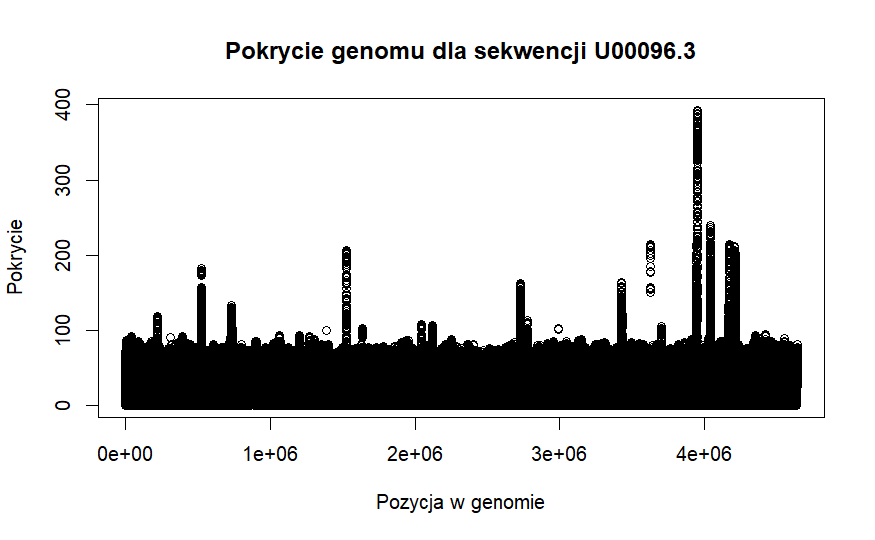 Pokrycie genomu dla sekwencji U00096.3
400
300
200
100
0
Pokrycie
0e+00 1e+06 2e+06 3e+06 4e+06
Pozycja w genomie